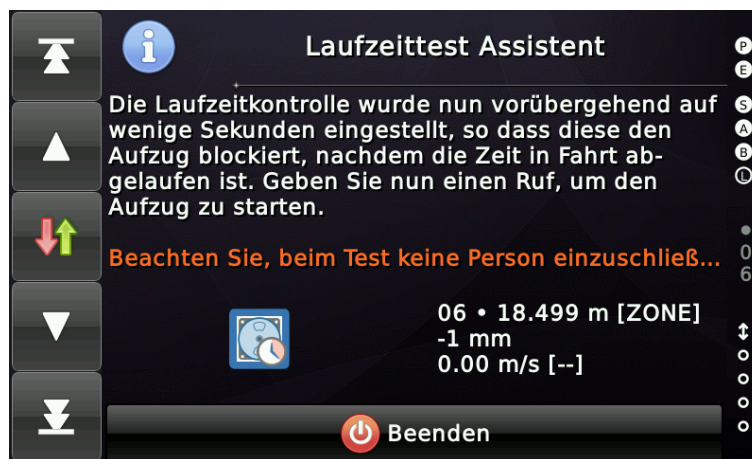 Laufzeittest Assistent
Die Laufzeitkontrolle wurde nun vorübergehend auf
wenige Sekunden eingestellt, so dass diese den
Aufzug blockiert, nachdem die Zeit in Fahrt ab-
gelaufen ist. Geben Sie nun einen Ruf, um den
Aufzug zu starten.
Beachten Sie, beim Test keine Person einzuschließ...
06 • 18.499 m [ZONE]
-1 mm
0.00 m/s [--]
Beenden
P
E
S
A
B
L
0
6